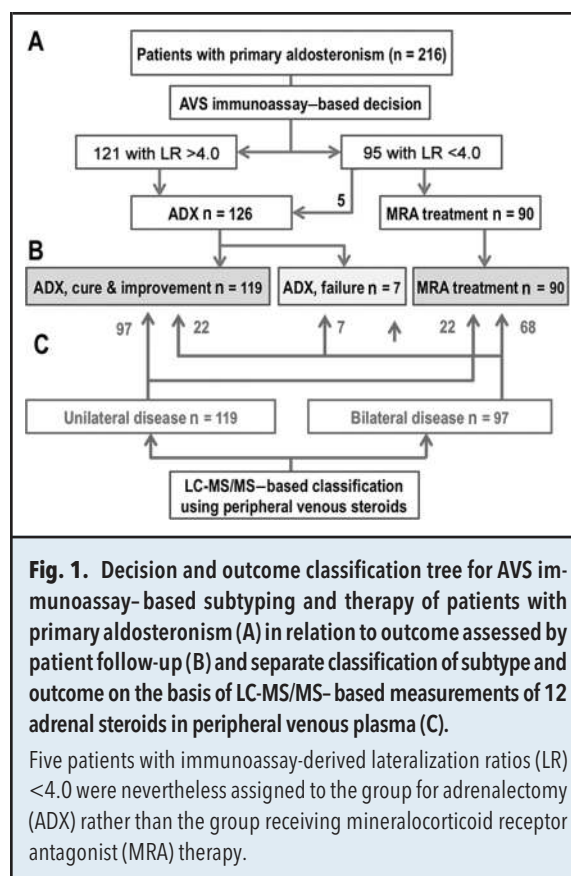 A
Patients with primary aldosteronism (n = 216)
AVS immunoassay–based decision
121 with LR >4.0
95 with LR <4.0
5
ADX n = 126
MRA treatment n = 90
B
ADX, cure & improvement n = 119
ADX, failure n = 7
MRA treatment n = 90
97
22
7
22
68
C
Unilateral disease n = 119
Bilateral disease n = 97
LC-MS/MS–based classification
using peripheral venous steroids
Fig. 1. Decision and outcome classification tree for AVS im-
munoassay–based subtyping and therapy of patients with
primary aldosteronism (A) in relation to outcome assessed by
patient follow-up (B) and separate classification of subtype and
outcome on the basis of LC-MS/MS–based measurements of 12
adrenal steroids in peripheral venous plasma (C).
Five patients with immunoassay-derived lateralization ratios (LR)
<4.0 were nevertheless assigned to the group for adrenalectomy
(ADX) rather than the group receiving mineralocorticoid receptor
antagonist (MRA) therapy.